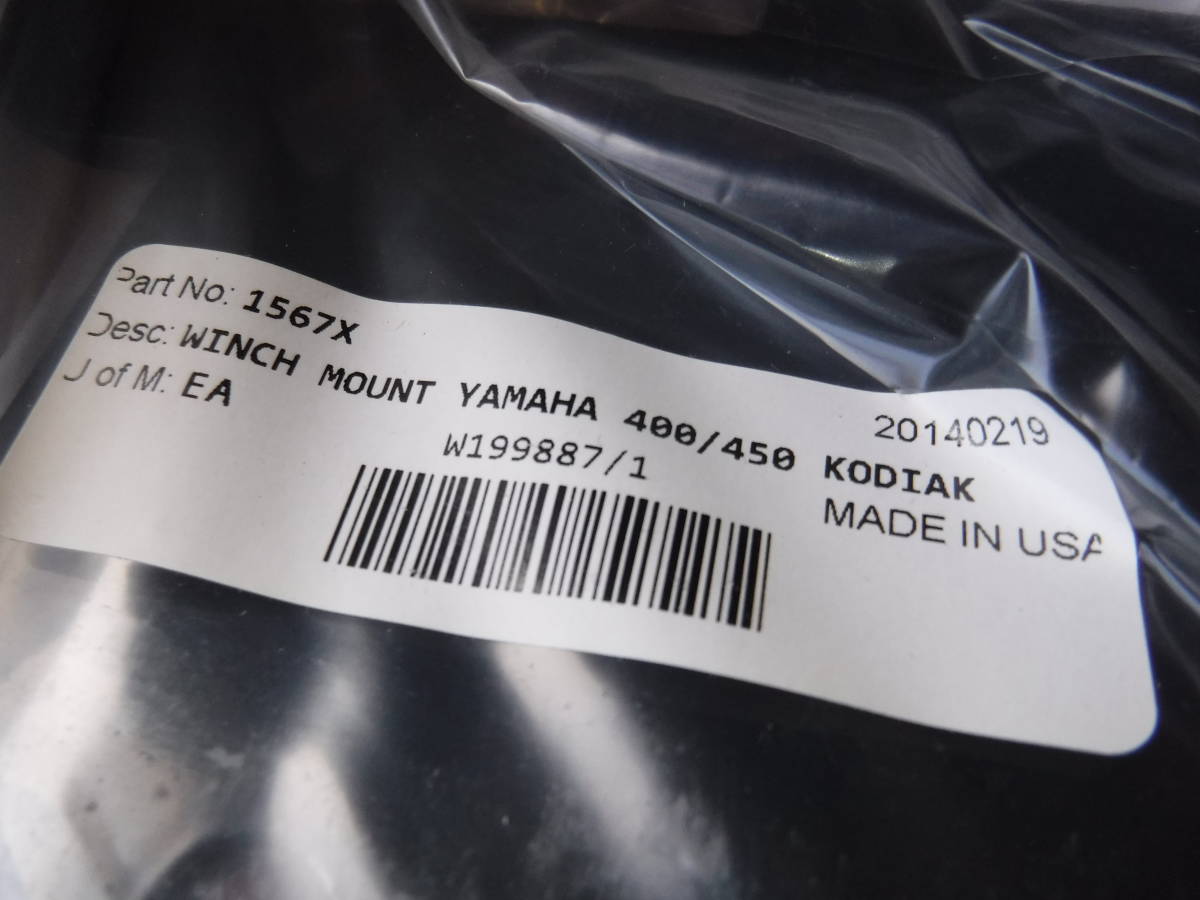 Part No: 1567X
Desc: WINCH MOUNT YAMAHA 400/450 KODIAK
U of M: EA
20140219
W199887/1
MADE IN USA